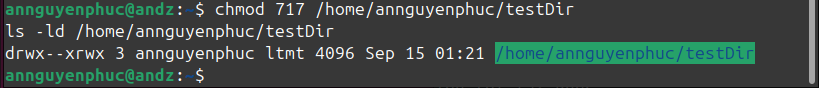 annguyenphuc@andz:~$ chmod 717 /home/annguyenphuc/testDir
ls -ld /home/annguyenphuc/testDir
drwx--xrwx 3 annguyenphuc ltmt 4096 Sep 15 01:21 /home/annguyenphuc/testDir
annguyenphuc@andz:~$